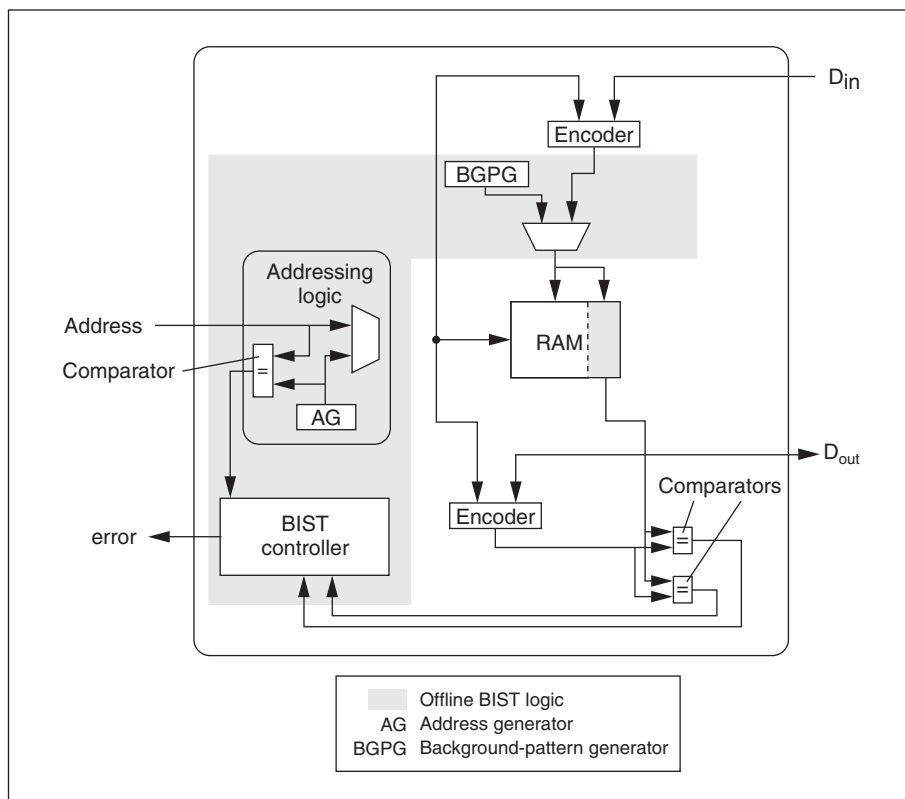 D_in
Encoder
BGPG
Addressing
logic
Address
Comparator
=
AG
RAM
D_out
Encoder
Comparators
=
=
BIST
controller
error
Offline BIST logic
AG Address generator
BGPG Background-pattern generator